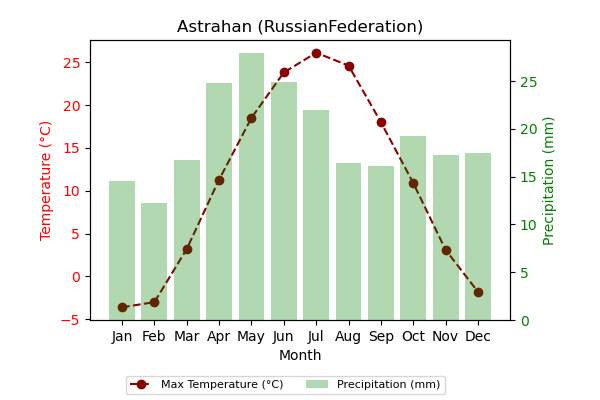 Astrahan (RussianFederation)
Temperature (°C)
25
20
15
10
5
0
−5
25
20
15
10
5
0
Precipitation (mm)
Jan Feb Mar Apr May Jun Jul Aug Sep Oct Nov Dec
Month
Max Temperature (°C) Precipitation (mm)